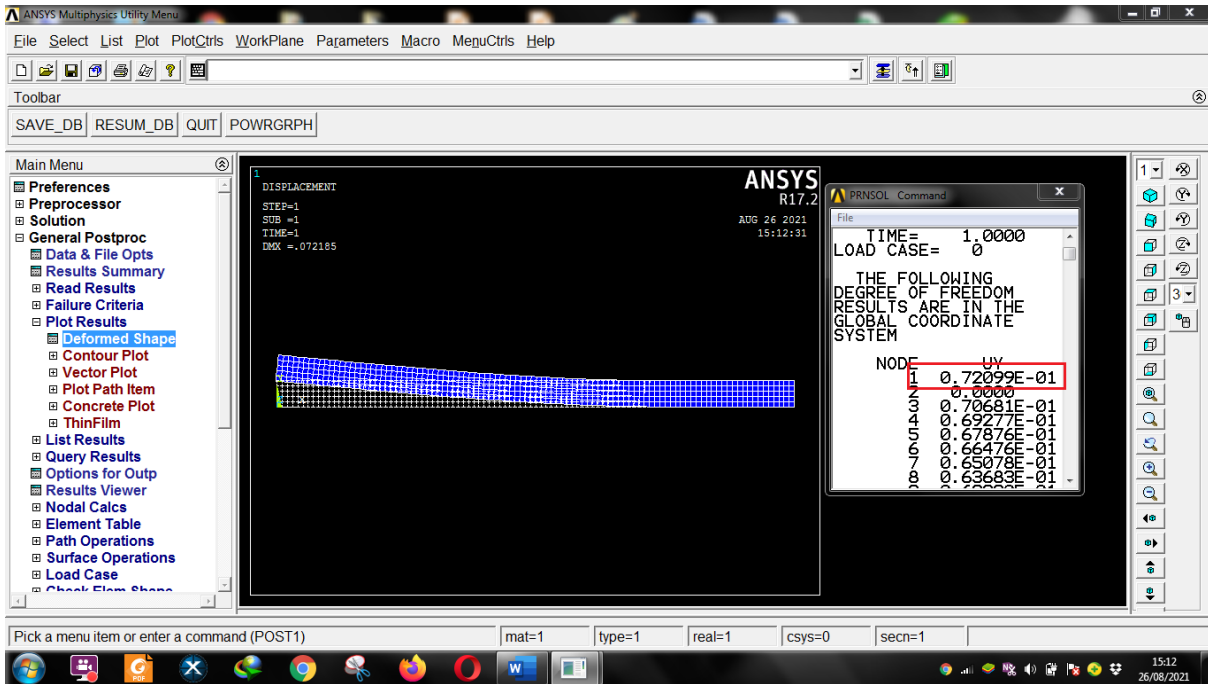 ANSYS Multiphysics Utility Menu
File Select List Plot PlotCtrls WorkPlane Parameters Macro MenuCtrls Help
Toolbar
SAVE_DB RESUM_DB QUIT POWRGRPH
Main Menu
Preferences
Preprocessor
Solution
General Postproc
Data & File Opts
Results Summary
Read Results
Failure Criteria
Plot Results
Deformed Shape
Contour Plot
Vector Plot
Plot Path Item
Concrete Plot
ThinFilm
List Results
Query Results
Options for Outp
Results Viewer
Nodal Calcs
Element Table
Path Operations
Surface Operations
Load Case
Check Elem Shape
1
DISPLACEMENT
STEP=1
SUB =1
TIME=1
DMX =.072185
ANSYS
R17.2
AUG 26 2021
15:12:31
X
PRNSOL Command
File
TIME= 1.0000
LOAD CASE= 0
THE FOLLOWING
DEGREE OF FREEDOM
RESULTS ARE IN THE
GLOBAL COORDINATE
SYSTEM
NODE UY
1 0.72099E-01
2 0.0000
3 0.70681E-01
4 0.69277E-01
5 0.67876E-01
6 0.66476E-01
7 0.65078E-01
8 0.63683E-01
1
3
Pick a menu item or enter a command (POST1) mat=1 type=1 real=1 csys=0 secn=1
15:12
26/08/2021